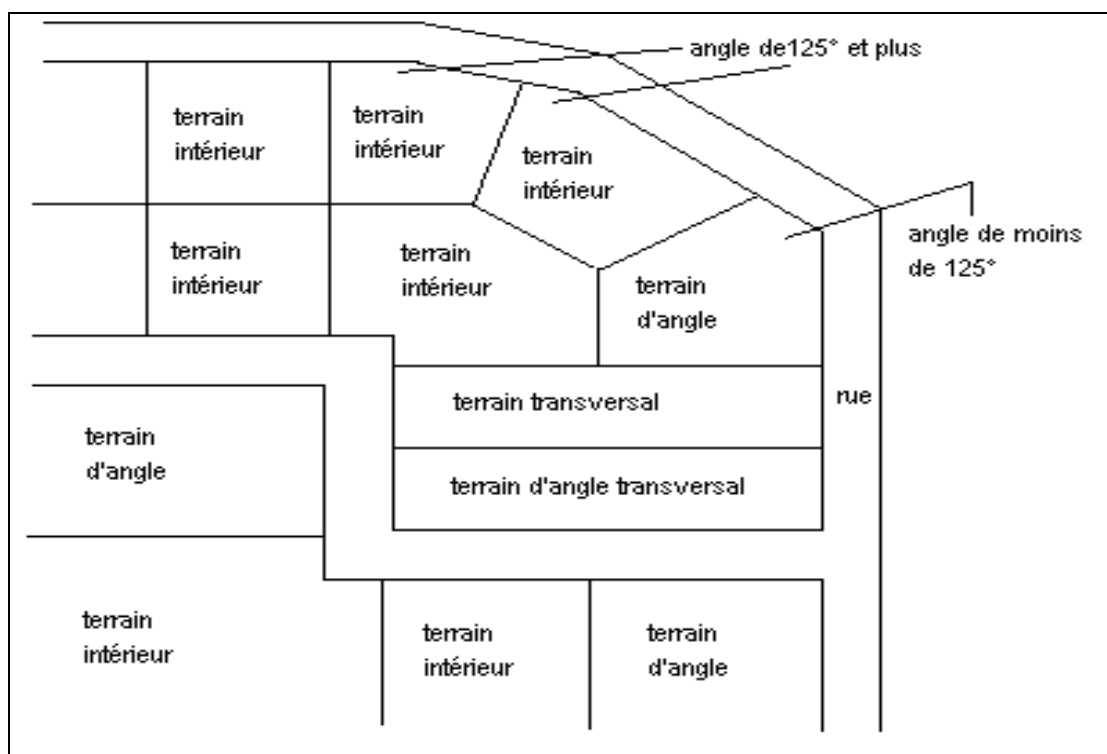 angle de125° et plus
terrain
intérieur
terrain
intérieur
terrain
intérieur
angle de moins
de 125°
terrain
intérieur
terrain
intérieur
terrain
d'angle
terrain transversal
rue
terrain
d'angle
terrain d'angle transversal
terrain
intérieur
terrain
intérieur
terrain
d'angle